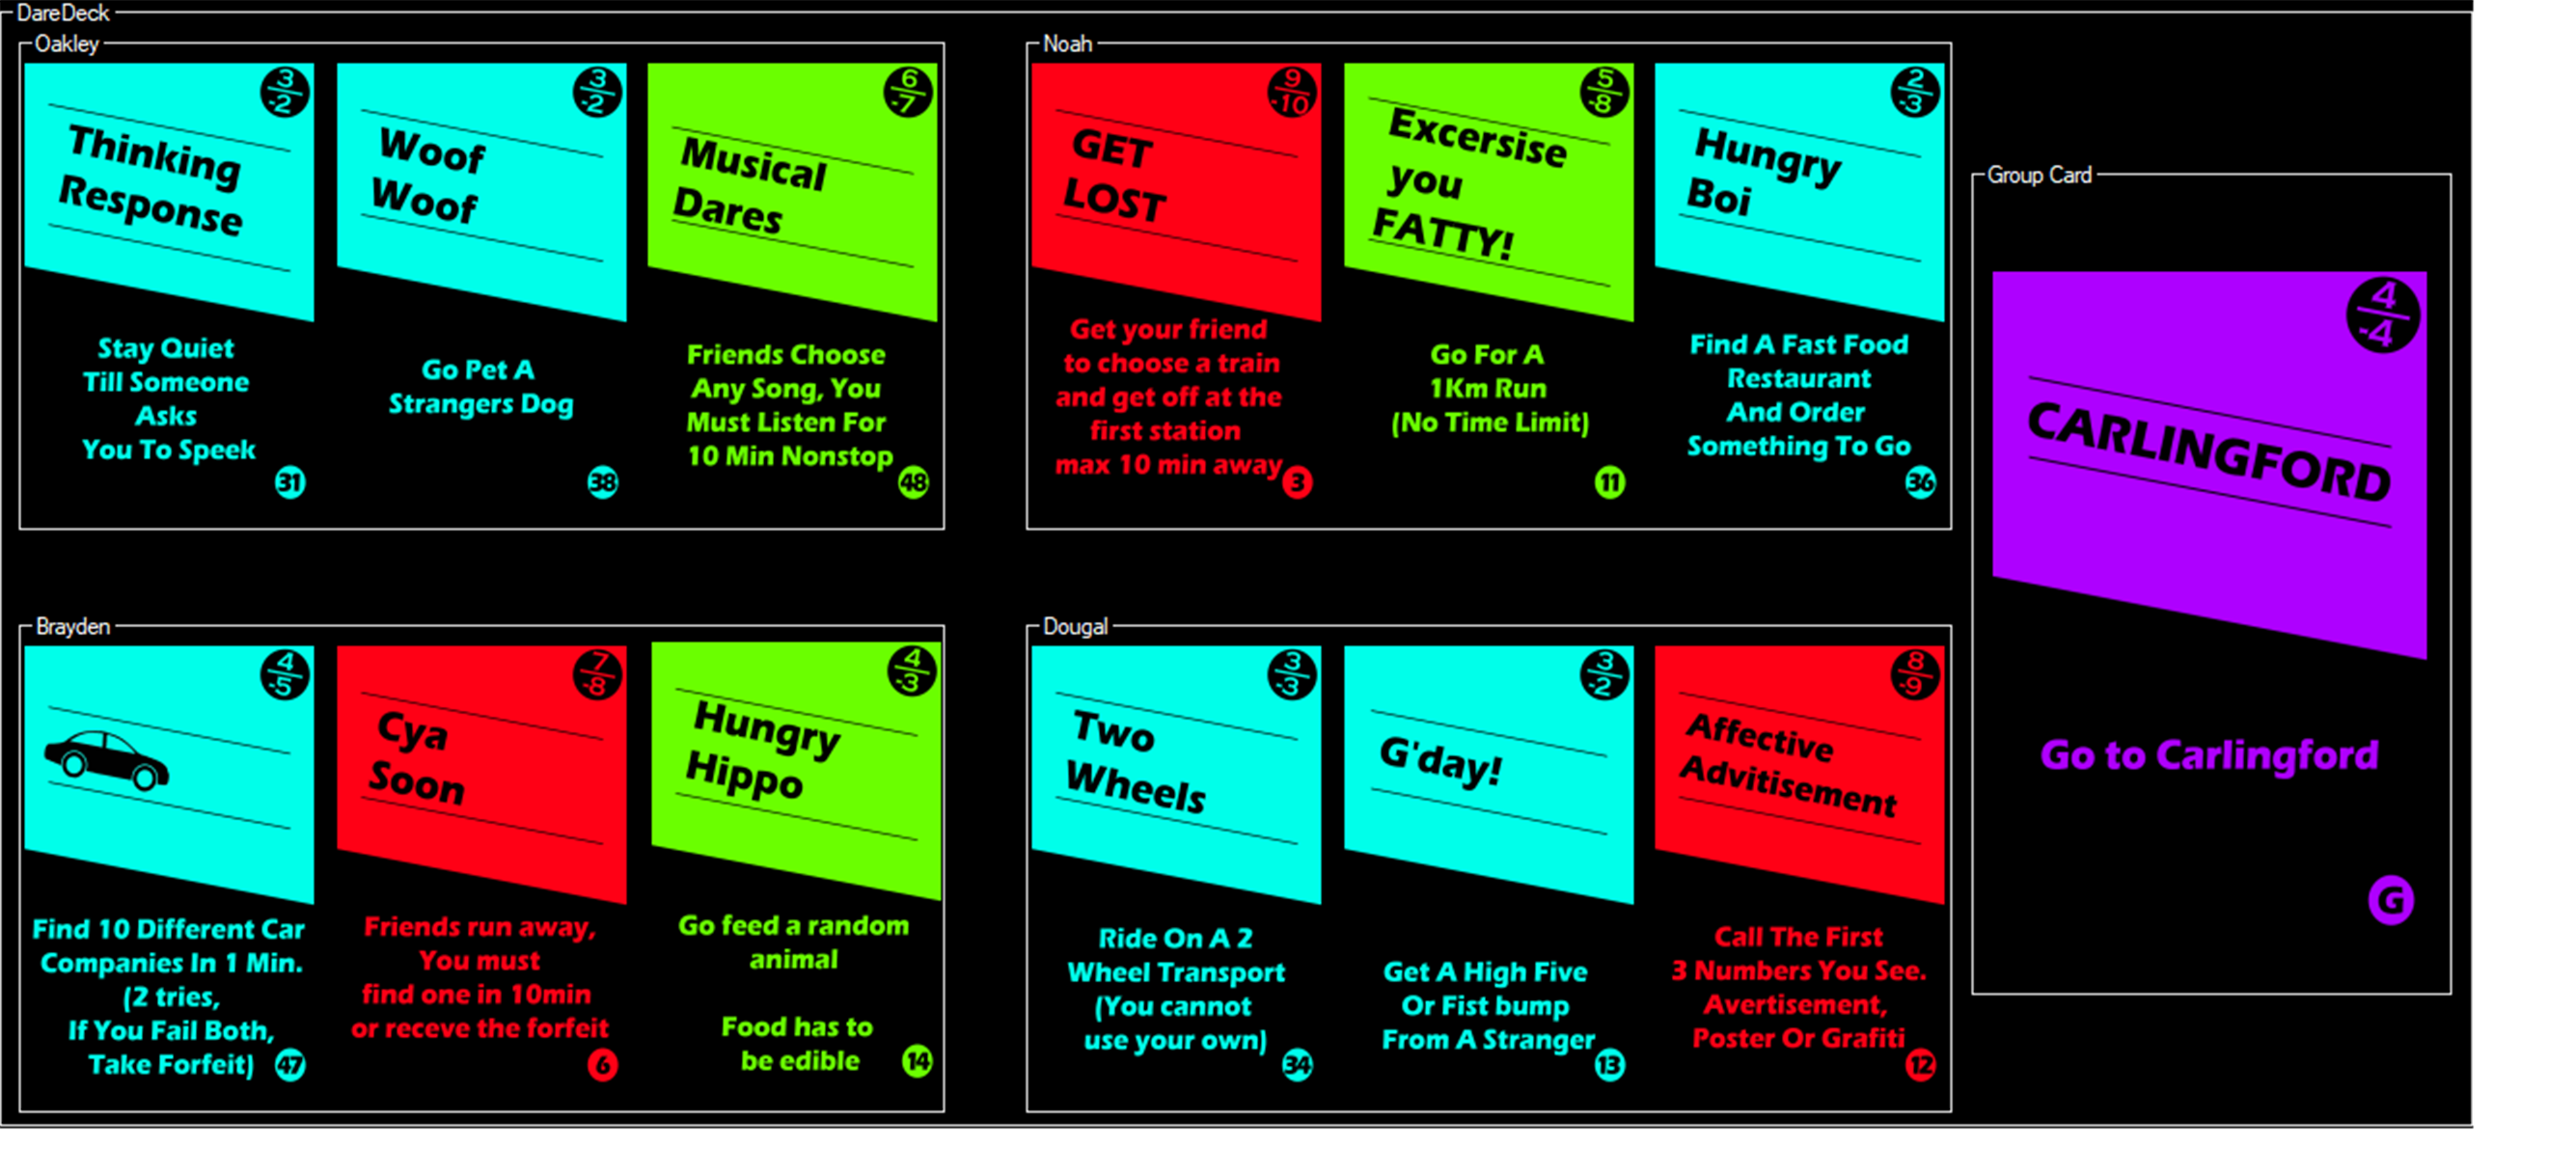 DareDeck
Oakley
3
-2
Thinking
Response
Stay Quiet
Till Someone
Asks
You To Speek
31
3
-2
Woof
Woof
Go Pet A
Strangers Dog
38
6
-7
Musical
Dares
Friends Choose
Any Song, You
Must Listen For
10 Min Nonstop
48
Noah
9
-10
GET
LOST
Get your friend
to choose a train
and get off at the
first station
max 10 min away
3
5
-8
Excersise
you
FATTY!
Go For A
1Km Run
(No Time Limit)
11
2
-3
Hungry
Boi
Find A Fast Food
Restaurant
And Order
Something To Go
36
Brayden
4
-5
Find 10 Different Car
Companies In 1 Min.
(2 tries,
If You Fail Both,
Take Forfeit)
47
7
-8
Cya
Soon
Friends run away,
You must
find one in 10min
or receve the forfeit
6
4
-3
Hungry
Hippo
Go feed a random
animal
Food has to
be edible
14
Dougal
3
-3
Two
Wheels
Ride On A 2
Wheel Transport
(You cannot
use your own)
34
3
-2
G'day!
Get A High Five
Or Fist bump
From A Stranger
13
8
-9
Affective
Advitisement
Call The First
3 Numbers You See.
Avertisement,
Poster Or Grafiti
12
Group Card
4
-4
CARLINGFORD
Go to Carlingford
G